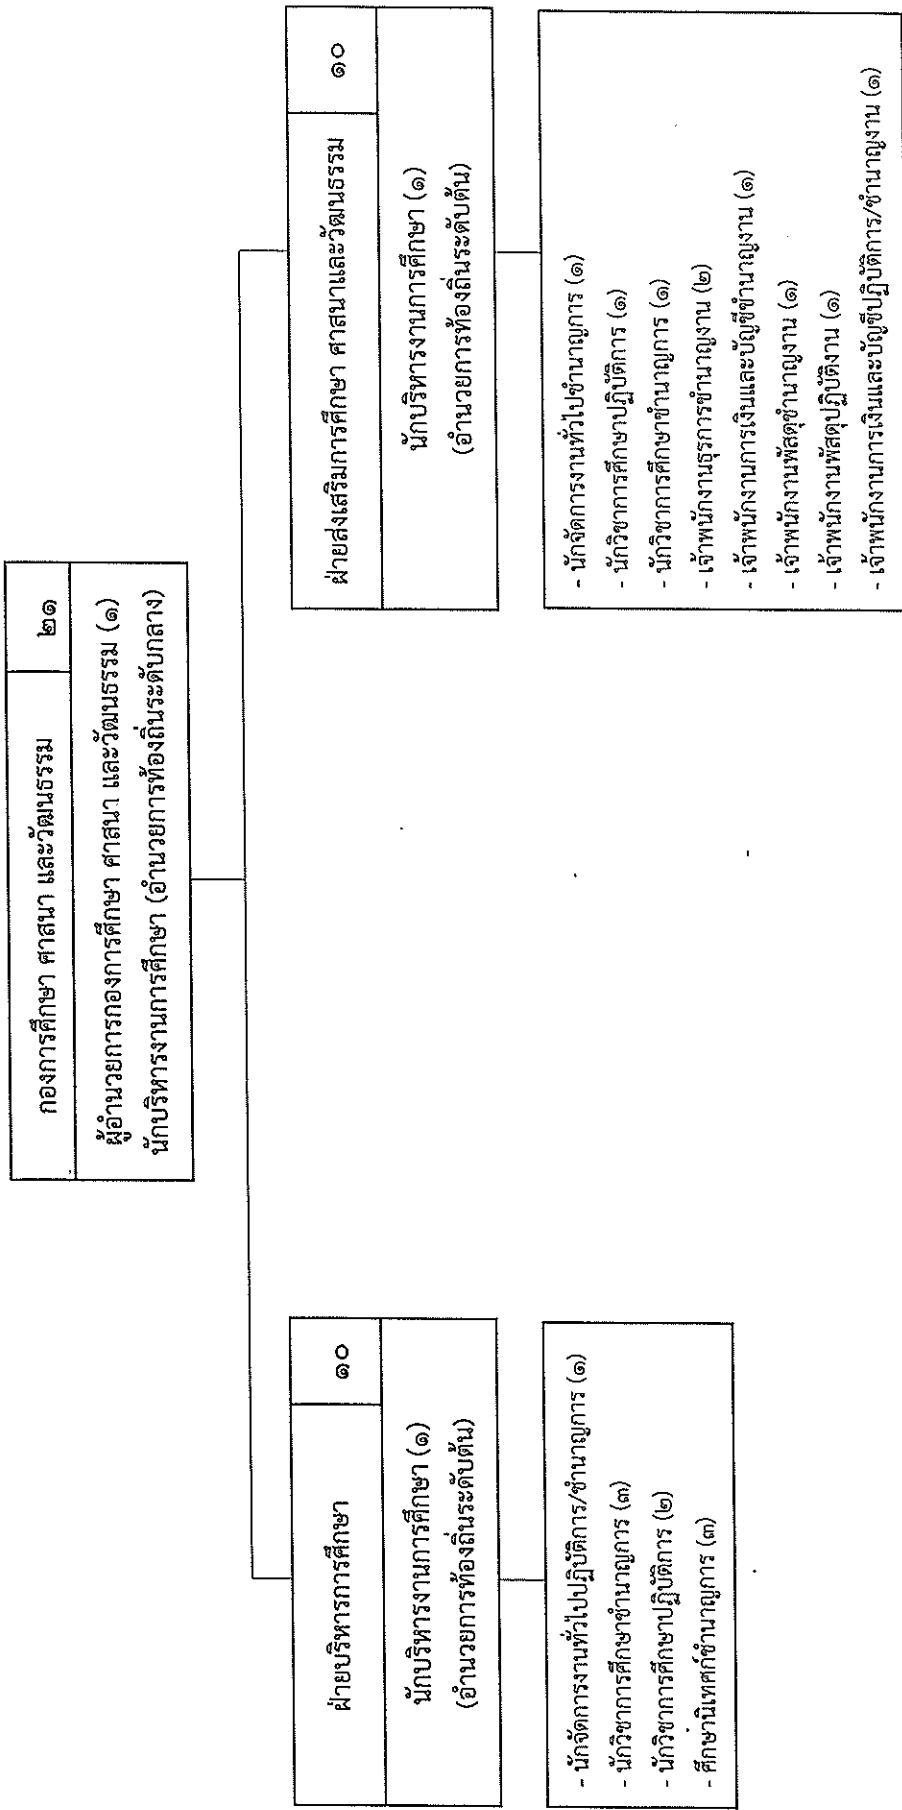 กองการศึกษา ศาสนา และวัฒนธรรม ๒๑
ผู้อำนวยการกองการศึกษา ศาสนา และวัฒนธรรม (๑)
นักบริหารงานการศึกษา (อำนวยการท้องถิ่นระดับกลาง)
ฝ่ายบริหารการศึกษา ๑๐
นักบริหารงานการศึกษา (๑)
(อำนวยการท้องถิ่นระดับต้น)
- นักจัดการงานทั่วไปปฏิบัติการ/ชำนาญการ (๑)
- นักวิชาการศึกษาชำนาญการ (๓)
- นักวิชาการศึกษาปฏิบัติการ (๒)
- ศึกษานิเทศก์ชำนาญการ (๓)
ฝ่ายส่งเสริมการศึกษา ศาสนาและวัฒนธรรม ๑๐
นักบริหารงานการศึกษา (๑)
(อำนวยการท้องถิ่นระดับต้น)
- นักจัดการงานทั่วไปชำนาญการ (๑)
- นักวิชาการศึกษาปฏิบัติการ (๑)
- นักวิชาการศึกษาชำนาญการ (๑)
- เจ้าพนักงานธุรการชำนาญงาน (๒)
- เจ้าพนักงานการเงินและบัญชีชำนาญงาน (๑)
- เจ้าพนักงานพัสดุชำนาญงาน (๑)
- เจ้าพนักงานพัสดุปฏิบัติงาน (๑)
- เจ้าพนักงานการเงินและบัญชีปฏิบัติการ/ชำนาญงาน (๑)